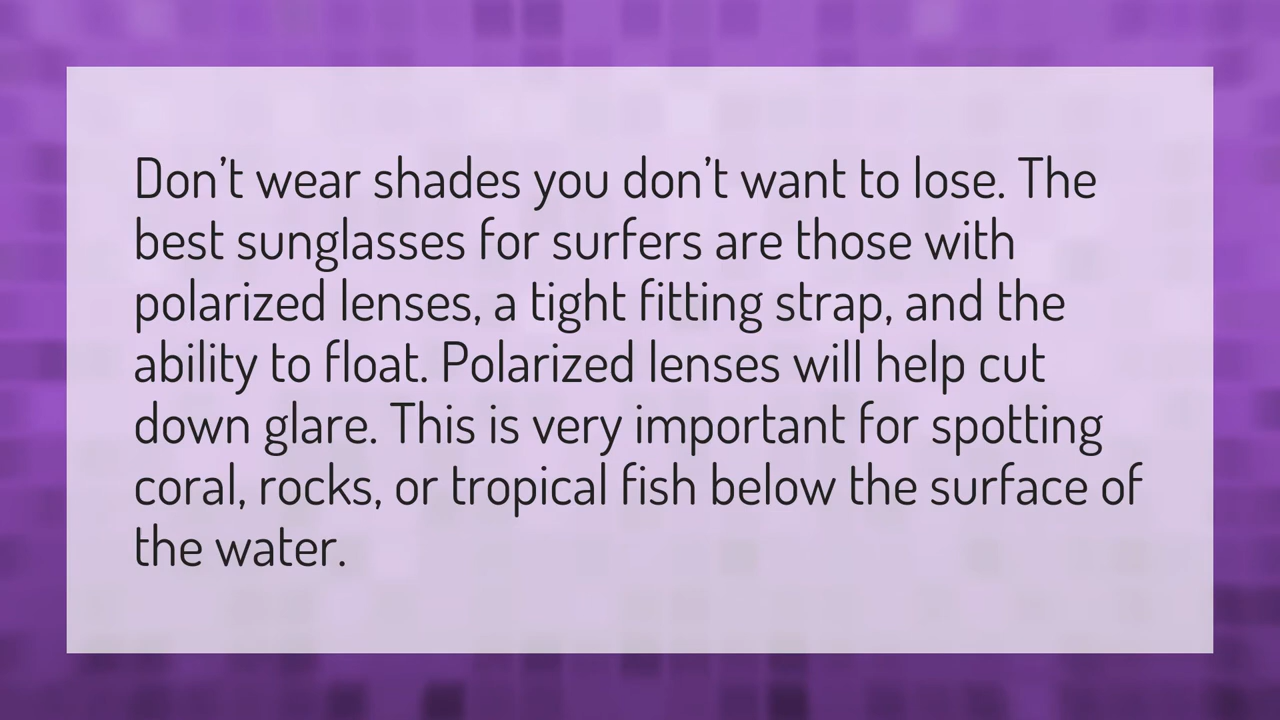 Don’t wear shades you don’t want to lose. The
best sunglasses for surfers are those with
polarized lenses, a tight fitting strap, and the
ability to float. Polarized lenses will help cut
down glare. This is very important for spotting
coral, rocks, or tropical fish below the surface of
the water.